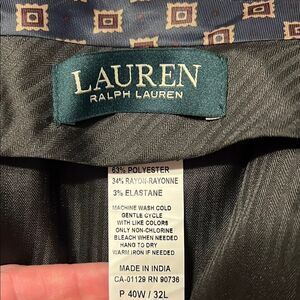 LAUREN
RALPH LAUREN
63% POLYESTER
34% RAYON-RAYONNE
3% ELASTANE
MACHINE WASH COLD
GENTLE CYCLE
WITH LIKE COLORS
ONLY NON-CHLORINE
BLEACH WHEN NEEDED
HANG TO DRY
WARM IRON IF NEEDED
MADE IN INDIA
CA-01129 RN 90736
P 40W / 32L